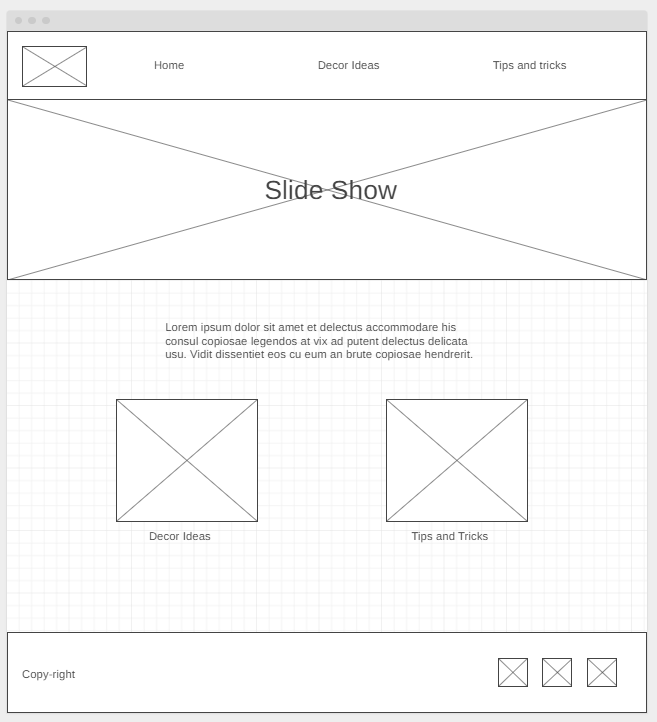 Home
Decor Ideas
Tips and tricks
Slide Show
Lorem ipsum dolor sit amet et delectus accommodare his
consul copiosae legendos at vix ad putent delectus delicata
usu. Vidit dissentiet eos cu eum an brute copiosae hendrerit.
Decor Ideas
Tips and Tricks
Copy-right